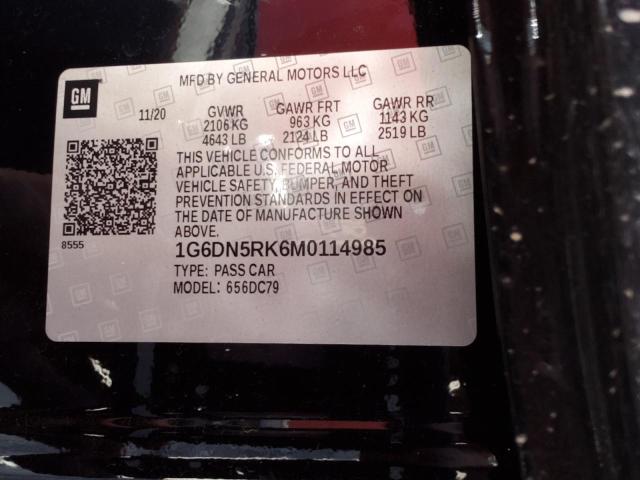 MFD BY GENERAL MOTORS LLC
GM
11/20 GVWR GAWR FRT GAWR RR
2106 KG 963 KG 1143 KG
4643 LB 2124 LB 2519 LB
THIS VEHICLE CONFORMS TO ALL
APPLICABLE U.S. FEDERAL MOTOR
VEHICLE SAFETY, BUMPER, AND THEFT
PREVENTION STANDARDS IN EFFECT ON
THE DATE OF MANUFACTURE SHOWN
ABOVE.
8555
1G6DN5RK6M0114985
TYPE: PASS CAR
MODEL: 656DC79